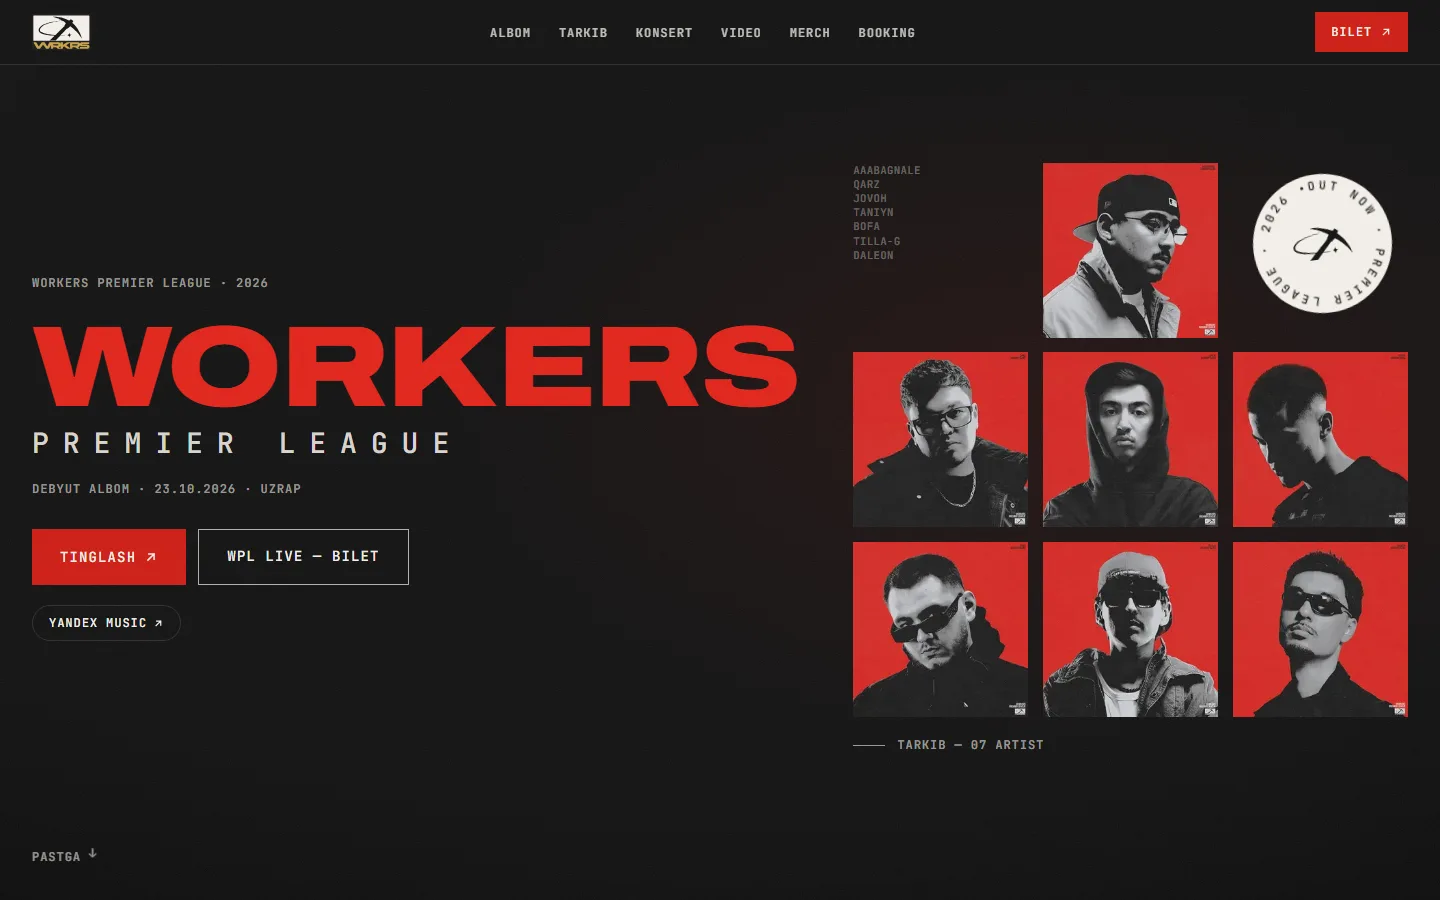 WRKRS
ALBOM TARKIB KONSERT VIDEO MERCH BOOKING
BILET ↗
WORKERS PREMIER LEAGUE · 2026
WORKERS
PREMIER LEAGUE
DEBYUT ALBOM · 23.10.2026 · UZRAP
TINGLASH ↗
WPL LIVE — BILET
YANDEX MUSIC ↗
AAABAGNALE
QARZ
JOVOH
TANIYN
BOFA
TILLA-G
DALEON
OUT NOW · PREMIER LEAGUE · 2026 •
TARKIB — 07 ARTIST
PASTGA ↓